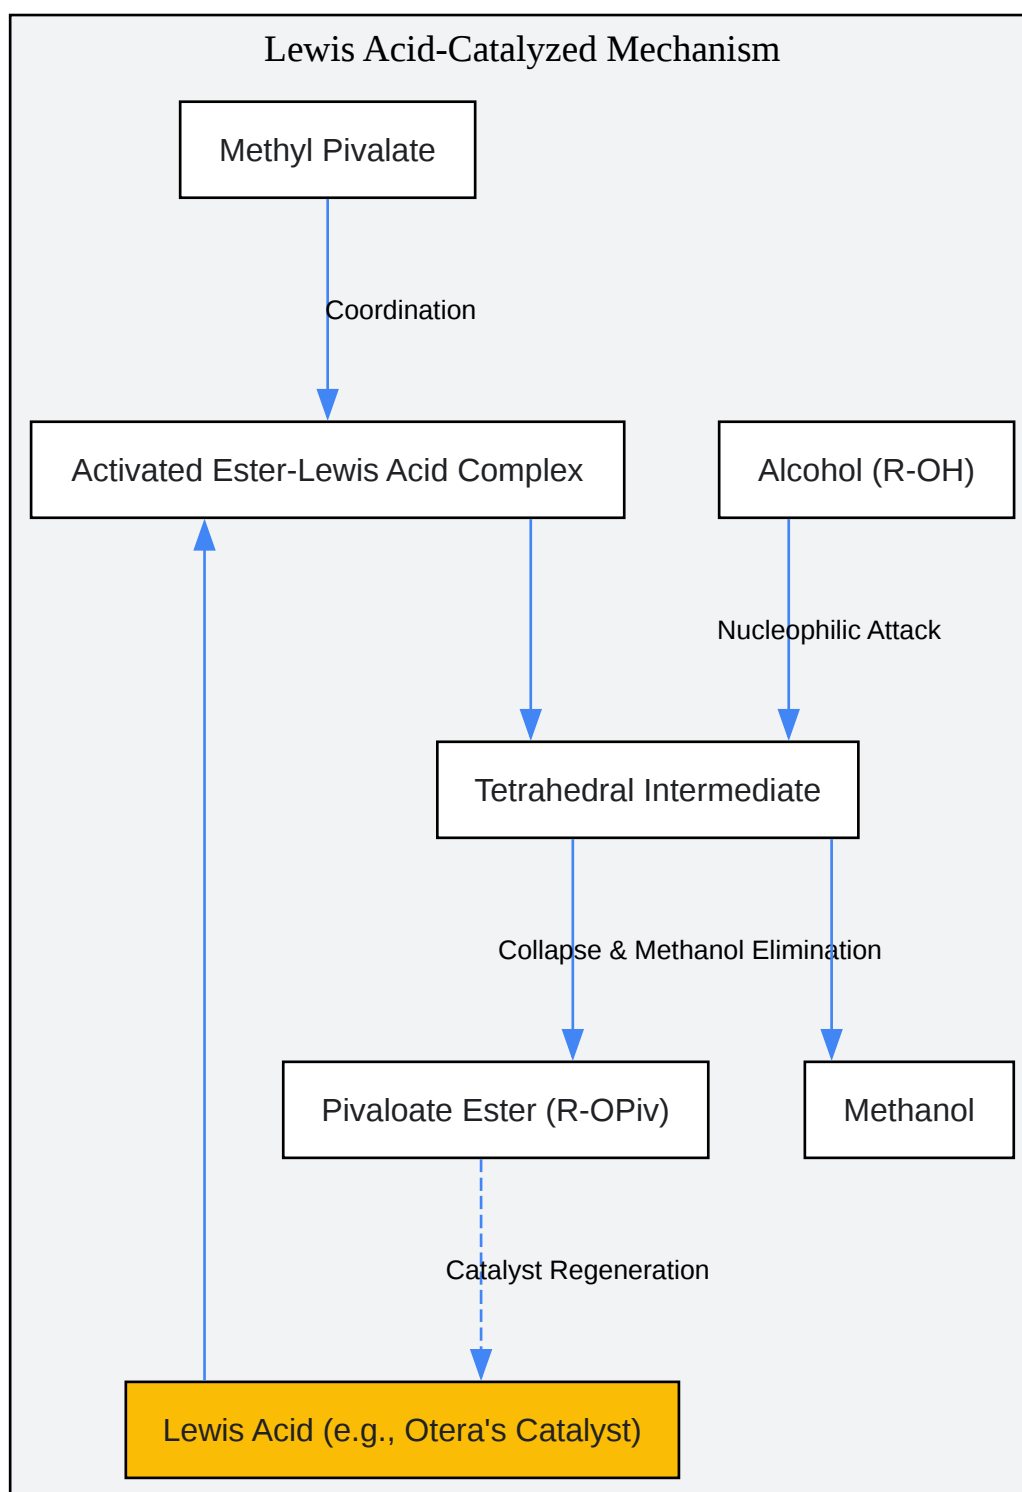 Lewis Acid-Catalyzed Mechanism
Methyl Pivalate
Coordination
Activated Ester-Lewis Acid Complex
Alcohol (R-OH)
Nucleophilic Attack
Tetrahedral Intermediate
Collapse & Methanol Elimination
Pivaloate Ester (R-OPiv)
Methanol
Catalyst Regeneration
Lewis Acid (e.g., Otera's Catalyst)